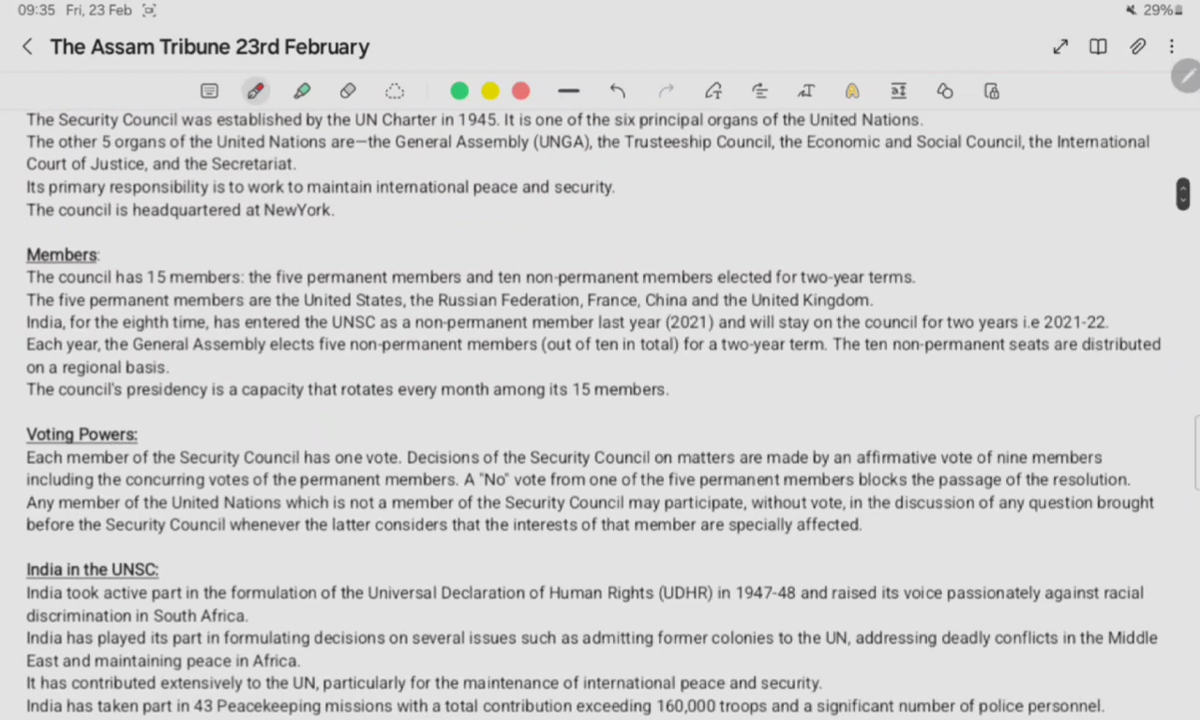 09:35 Fri, 23 Feb
29%
The Assam Tribune 23rd February
The Security Council was established by the UN Charter in 1945. It is one of the six principal organs of the United Nations.
The other 5 organs of the United Nations are—the General Assembly (UNGA), the Trusteeship Council, the Economic and Social Council, the International
Court of Justice, and the Secretariat.
Its primary responsibility is to work to maintain international peace and security.
The council is headquartered at NewYork.
Members:
The council has 15 members: the five permanent members and ten non-permanent members elected for two-year terms.
The five permanent members are the United States, the Russian Federation, France, China and the United Kingdom.
India, for the eighth time, has entered the UNSC as a non-permanent member last year (2021) and will stay on the council for two years i.e 2021-22.
Each year, the General Assembly elects five non-permanent members (out of ten in total) for a two-year term. The ten non-permanent seats are distributed
on a regional basis.
The council's presidency is a capacity that rotates every month among its 15 members.
Voting Powers:
Each member of the Security Council has one vote. Decisions of the Security Council on matters are made by an affirmative vote of nine members
including the concurring votes of the permanent members. A "No" vote from one of the five permanent members blocks the passage of the resolution.
Any member of the United Nations which is not a member of the Security Council may participate, without vote, in the discussion of any question brought
before the Security Council whenever the latter considers that the interests of that member are specially affected.
India in the UNSC:
India took active part in the formulation of the Universal Declaration of Human Rights (UDHR) in 1947-48 and raised its voice passionately against racial
discrimination in South Africa.
India has played its part in formulating decisions on several issues such as admitting former colonies to the UN, addressing deadly conflicts in the Middle
East and maintaining peace in Africa.
It has contributed extensively to the UN, particularly for the maintenance of international peace and security.
India has taken part in 43 Peacekeeping missions with a total contribution exceeding 160,000 troops and a significant number of police personnel.